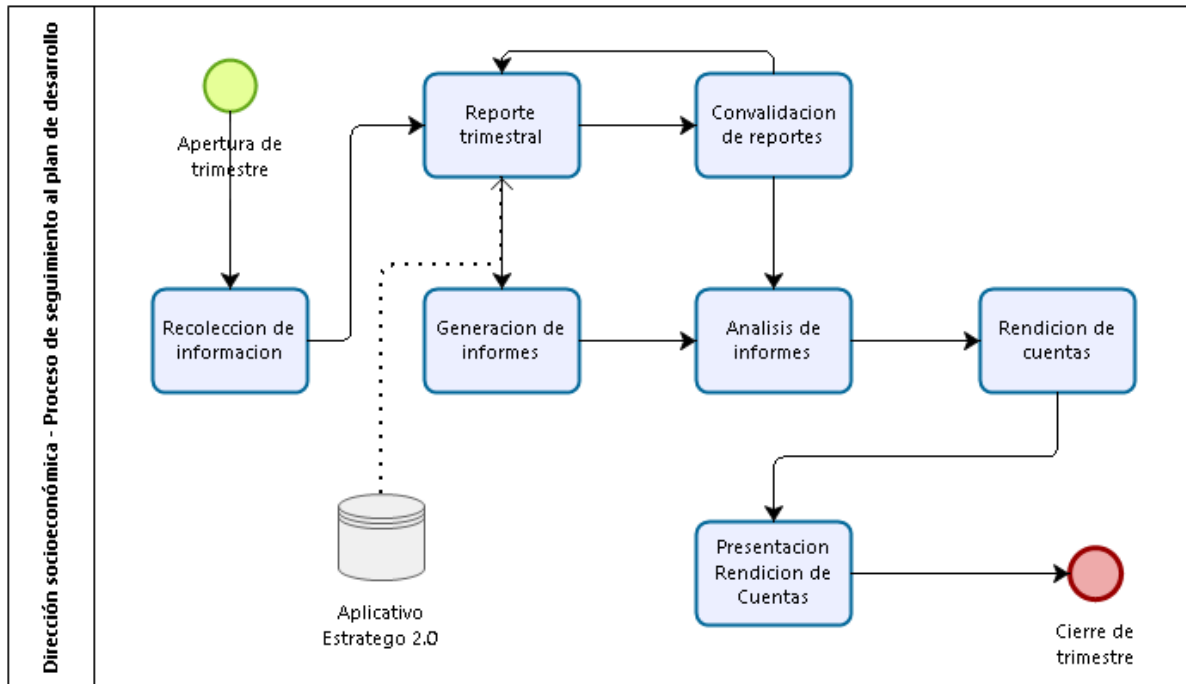 Dirección socioeconómica - Proceso de seguimiento al plan de desarrollo
Apertura de
trimestre
Reporte
trimestral
Convalidacion
de reportes
Recoleccion de
informacion
Generacion de
informes
Analisis de
informes
Rendicion de
cuentas
Aplicativo
Estratego 2.0
Presentacion
Rendicion de
Cuentas
Cierre de
trimestre